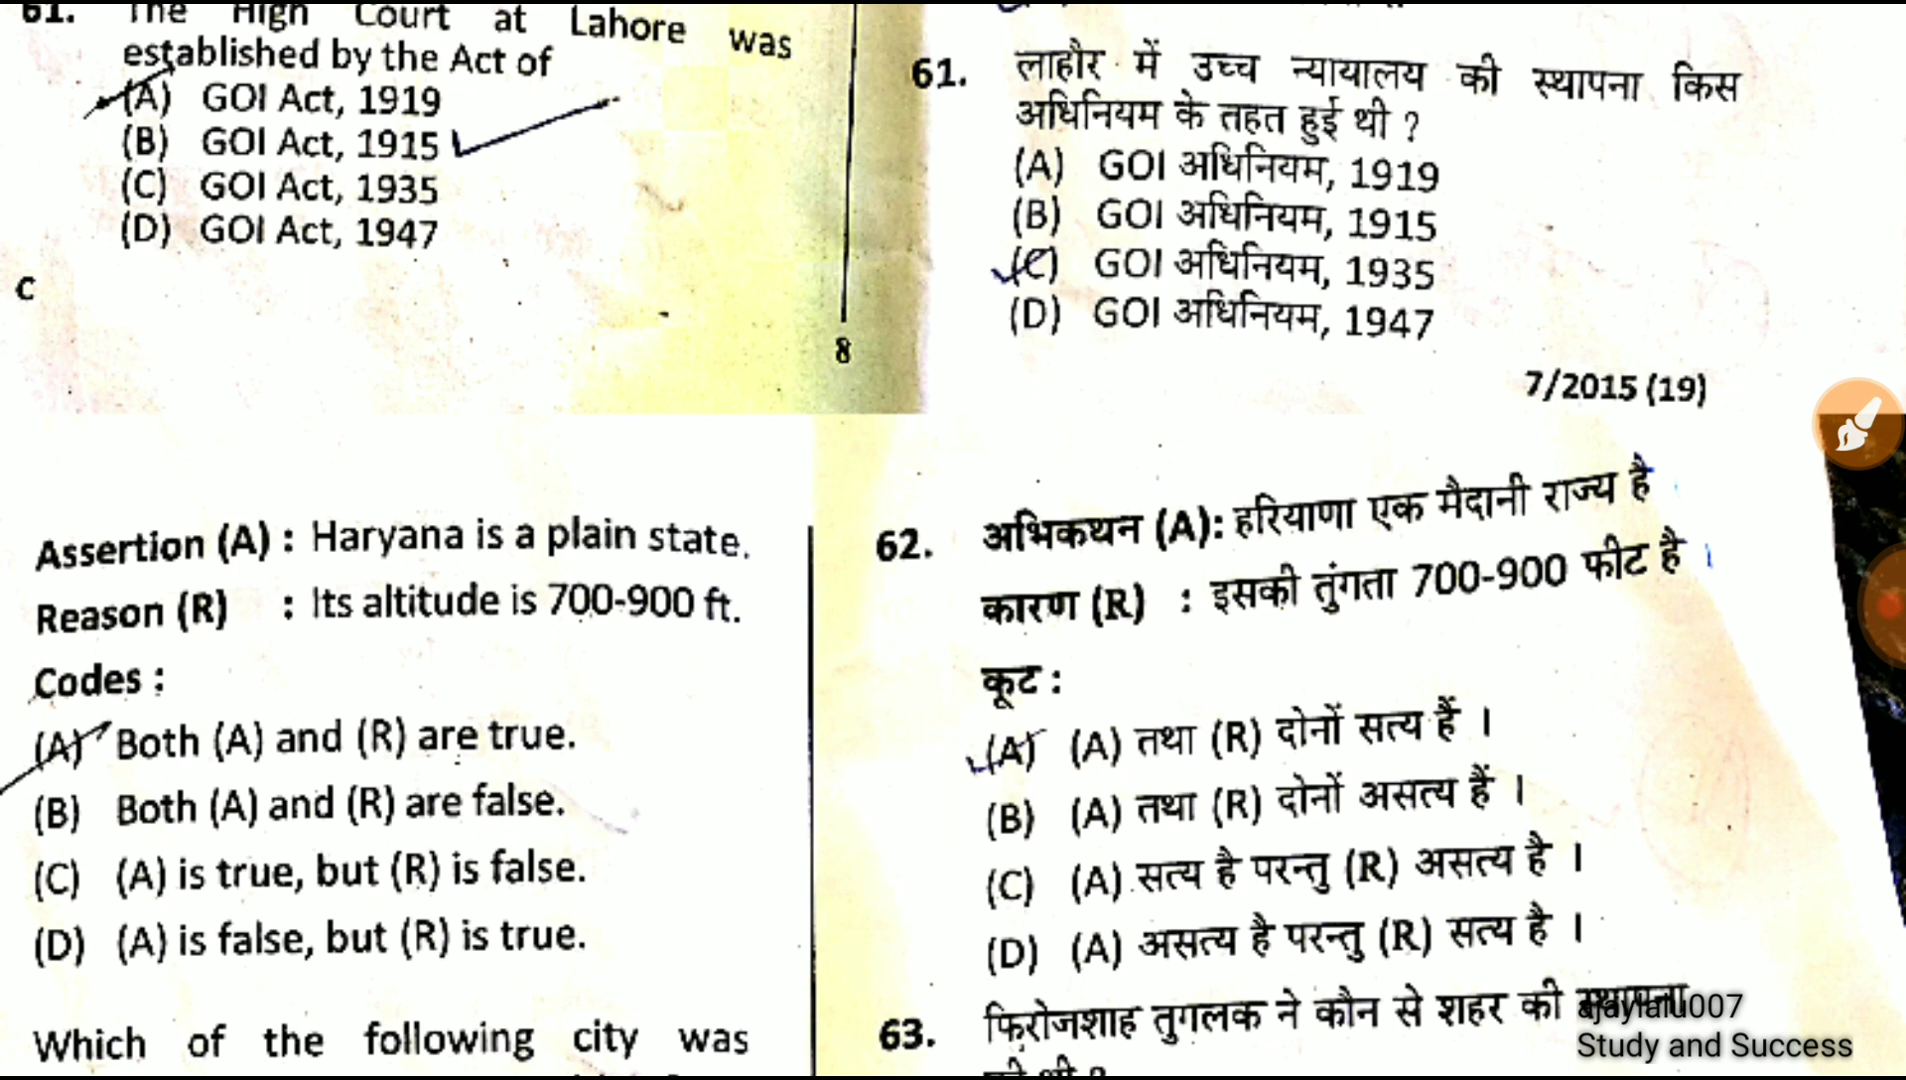 61. The High Court at Lahore was
established by the Act of
(A) GOI Act, 1919
(B) GOI Act, 1915
(C) GOI Act, 1935
(D) GOI Act, 1947
C
8
61. लाहौर में उच्च न्यायालय की स्थापना किस
अधिनियम के तहत हुई थी ?
(A) GOI अधिनियम, 1919
(B) GOI अधिनियम, 1915
(C) GOI अधिनियम, 1935
(D) GOI अधिनियम, 1947
7/2015 (19)
Assertion (A) : Haryana is a plain state.
Reason (R) : Its altitude is 700-900 ft.
Codes :
(A) Both (A) and (R) are true.
(B) Both (A) and (R) are false.
(C) (A) is true, but (R) is false.
(D) (A) is false, but (R) is true.
Which of the following city was
62. अभिकथन (A): हरियाणा एक मैदानी राज्य है
कारण (R) : इसकी तुंगता 700-900 फीट है ।
कूट :
(A) (A) तथा (R) दोनों सत्य हैं ।
(B) (A) तथा (R) दोनों असत्य हैं ।
(C) (A) सत्य है परन्तु (R) असत्य है ।
(D) (A) असत्य है परन्तु (R) सत्य है ।
63. फिरोजशाह तुगलक ने कौन से शहर की स्थापना
ajaylalu007
Study and Success